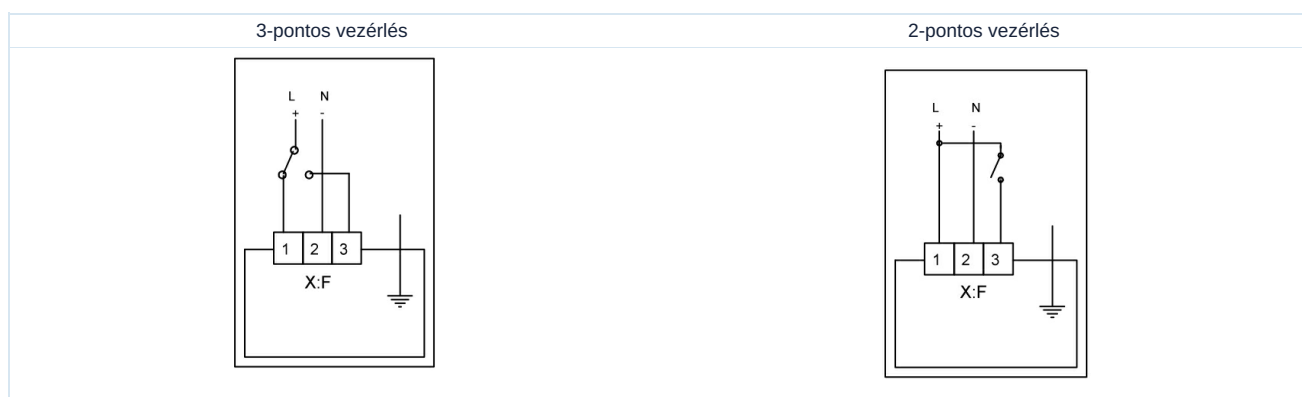 3-pontos vezérlés
2-pontos vezérlés
L N
+ -
1 2 3
X:F
L N
+ -
1 2 3
X:F